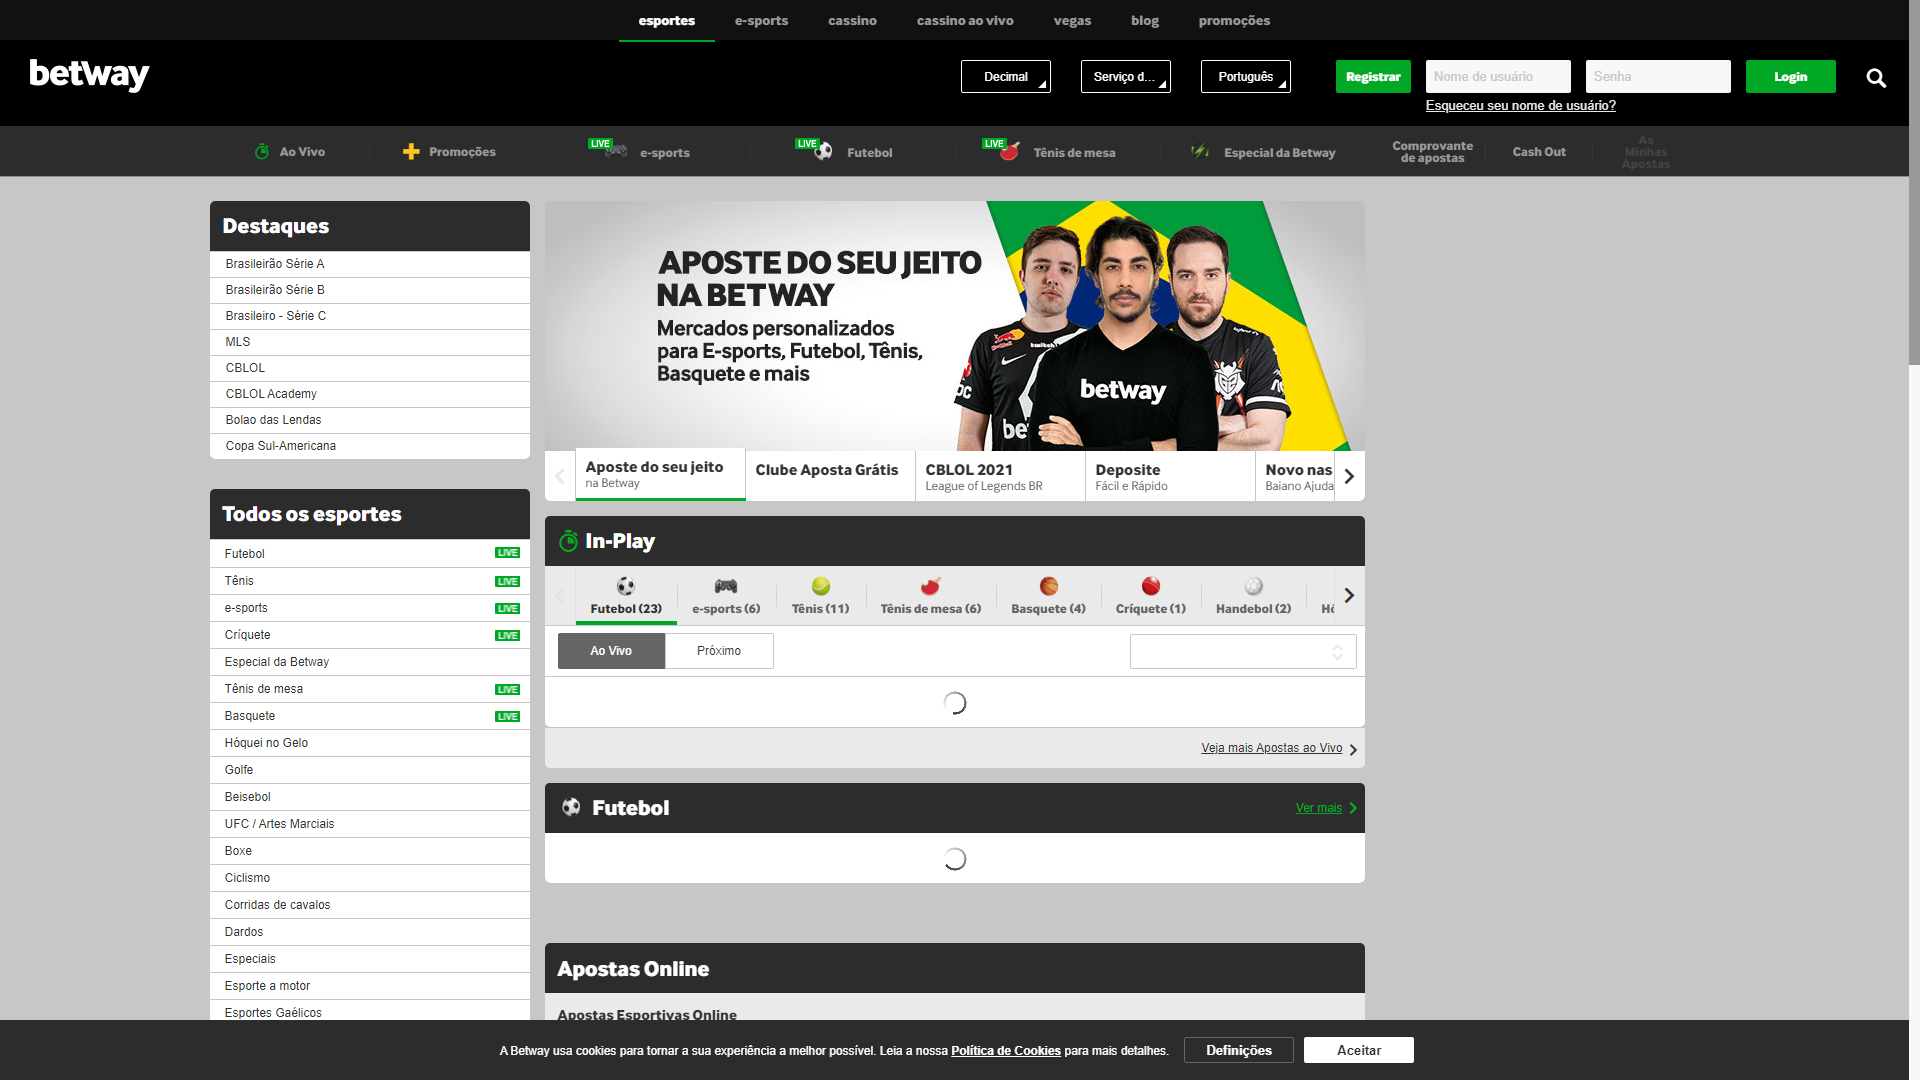 esportes
e-sports
cassino
cassino ao vivo
vegas
blog
promoções
betway
Decimal
Serviço d...
Português
Registrar
Nome de usuário
Senha
Login
Esqueceu seu nome de usuário?
Ao Vivo
Promoções
LIVE
e-sports
LIVE
Futebol
LIVE
Tênis de mesa
Especial da Betway
Comprovante
de apostas
Cash Out
As
Minhas
Apostas
Destaques
Brasileirão Série A
Brasileirão Série B
Brasileiro - Série C
MLS
CBLOL
CBLOL Academy
Bolao das Lendas
Copa Sul-Americana
Todos os esportes
Futebol LIVE
Tênis LIVE
e-sports LIVE
Críquete LIVE
Especial da Betway
Tênis de mesa LIVE
Basquete LIVE
Hóquei no Gelo
Golfe
Beisebol
UFC / Artes Marciais
Boxe
Ciclismo
Corridas de cavalos
Dardos
Especiais
Esporte a motor
Esportes Gaélicos
APOSTE DO SEU JEITO
NA BETWAY
Mercados personalizados
para E-sports, Futebol, Tênis,
Basquete e mais
betway
Aposte do seu jeito
na Betway
Clube Aposta Grátis
CBLOL 2021
League of Legends BR
Deposite
Fácil e Rápido
Novo nas
Baiano Ajuda
In-Play
Futebol (23)
e-sports (6)
Tênis (11)
Tênis de mesa (6)
Basquete (4)
Críquete (1)
Handebol (2)
Ao Vivo
Próximo
Veja mais Apostas ao Vivo
Futebol
Ver mais
Apostas Online
Apostas Esportivas Online
A Betway usa cookies para tornar a sua experiência a melhor possível. Leia a nossa Política de Cookies para mais detalhes.
Definições
Aceitar